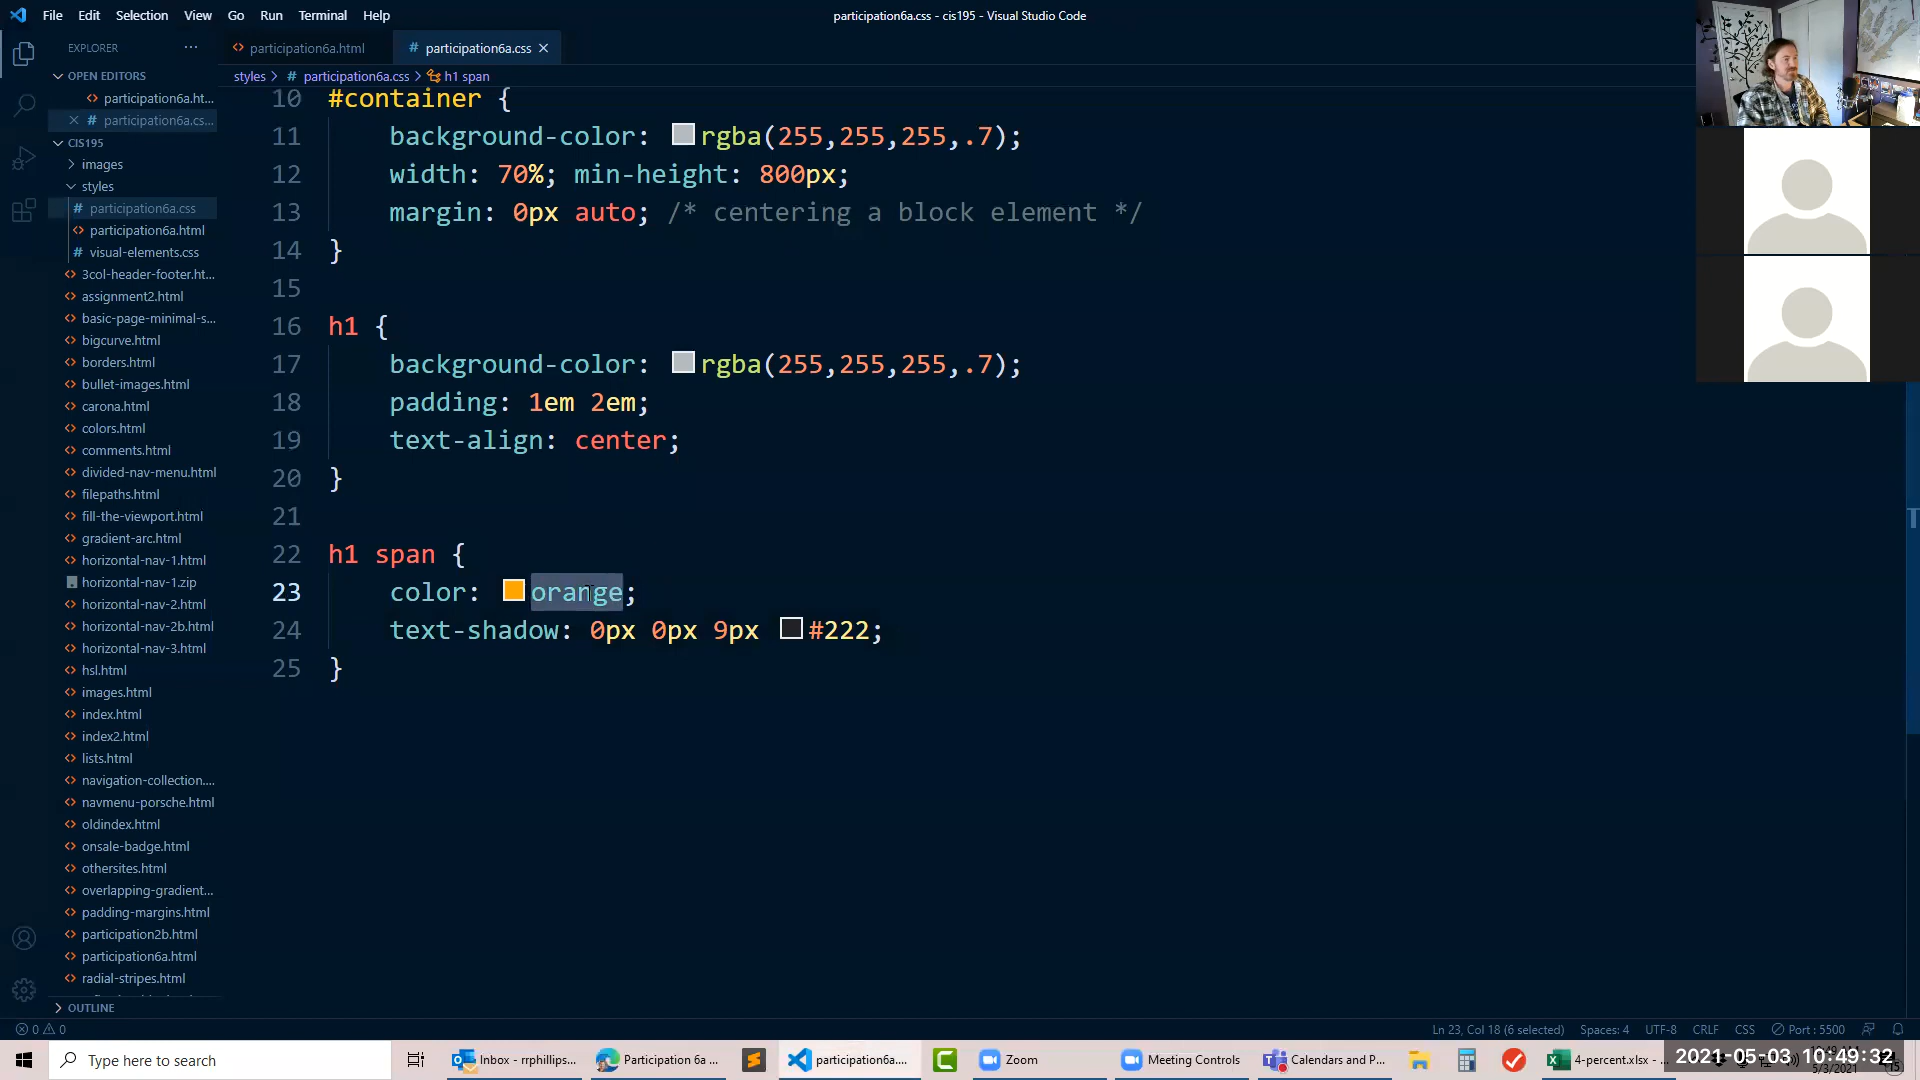 File Edit Selection View Go Run Terminal Help
participation6a.css - cis195 - Visual Studio Code
EXPLORER ...
participation6a.html
# participation6a.css
OPEN EDITORS
styles > # participation6a.css > h1 span
participation6a.ht...
# participation6a.cs...
CIS195
images
styles
# participation6a.css
participation6a.html
# visual-elements.css
3col-header-footer.ht...
assignment2.html
basic-page-minimal-s...
bigcurve.html
borders.html
bullet-images.html
carona.html
colors.html
comments.html
divided-nav-menu.html
filepaths.html
fill-the-viewport.html
gradient-arc.html
horizontal-nav-1.html
horizontal-nav-1.zip
horizontal-nav-2.html
horizontal-nav-2b.html
horizontal-nav-3.html
hsl.html
images.html
index.html
index2.html
lists.html
navigation-collection....
navmenu-porsche.html
oldindex.html
onsale-badge.html
othersites.html
overlapping-gradient...
padding-margins.html
participation2b.html
participation6a.html
radial-stripes.html
OUTLINE
10 #container {
11 background-color: rgba(255,255,255,.7);
12 width: 70%; min-height: 800px;
13 margin: 0px auto; /* centering a block element */
14 }
15
16 h1 {
17 background-color: rgba(255,255,255,.7);
18 padding: 1em 2em;
19 text-align: center;
20 }
21
22 h1 span {
23 color: orange;
24 text-shadow: 0px 0px 9px #222;
25 }
0 0
Ln 23, Col 18 (6 selected) Spaces: 4 UTF-8 CRLF CSS Port : 5500
Type here to search
Inbox - rrphillips...
Participation 6a ...
participation6a....
Zoom
Meeting Controls
Calendars and P...
4-percent.xlsx - ...
2021-05-03 10:49:32
5/3/2021
15